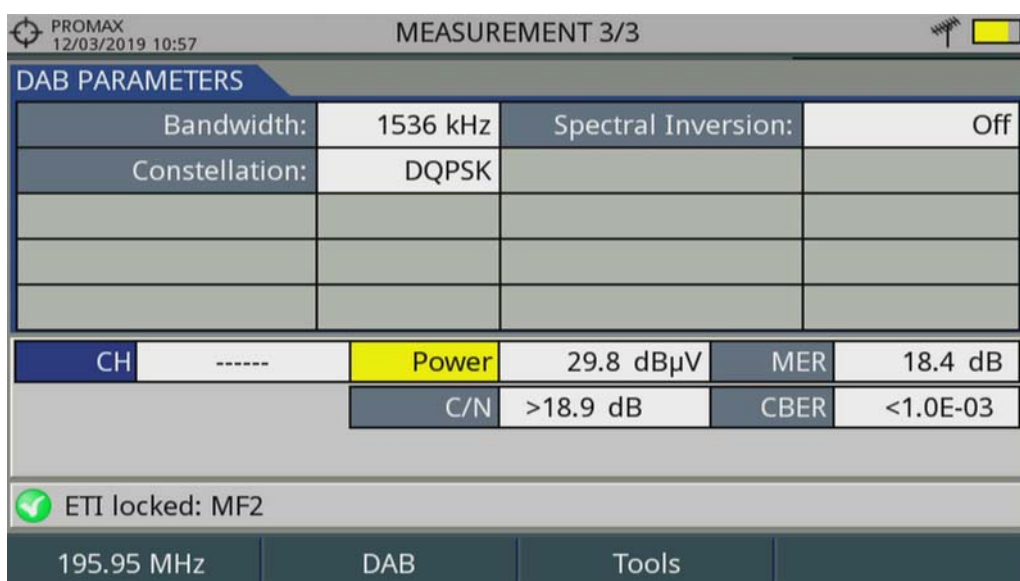 PROMAX
12/03/2019 10:57
MEASUREMENT 3/3
DAB PARAMETERS
Bandwidth: 1536 kHz Spectral Inversion: Off
Constellation: DQPSK
CH ------ Power 29.8 dBµV MER 18.4 dB
C/N >18.9 dB CBER <1.0E-03
ETI locked: MF2
195.95 MHz DAB Tools